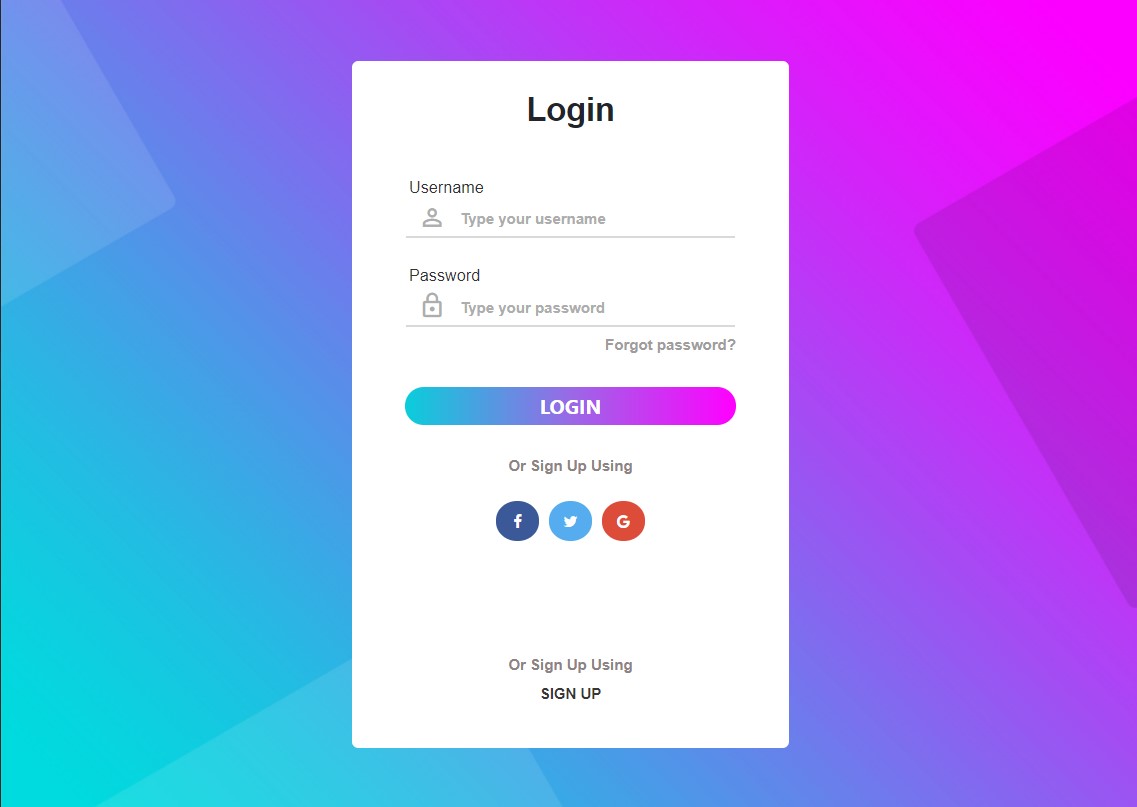 Login
Username
Type your username
Password
Type your password
Forgot password?
LOGIN
Or Sign Up Using
Or Sign Up Using
SIGN UP